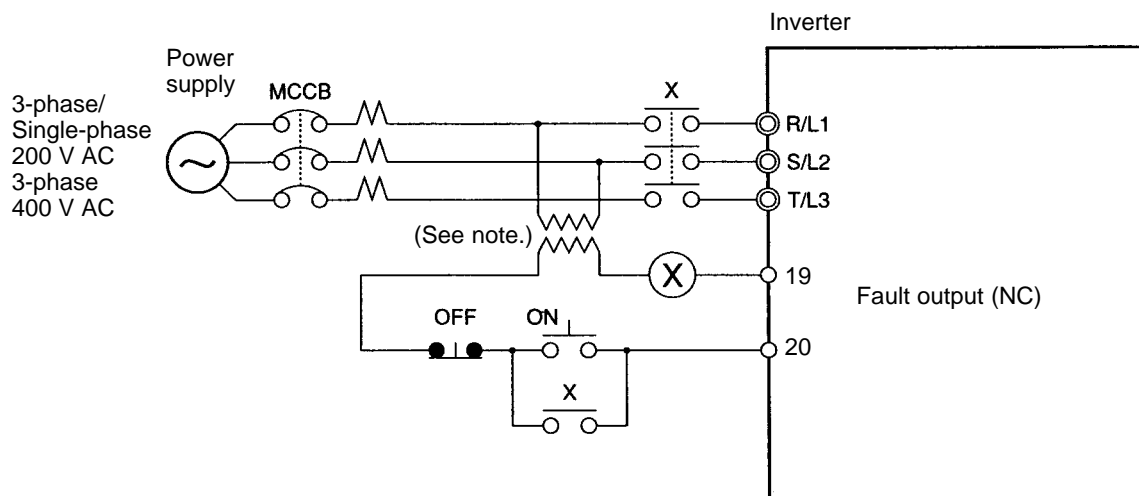 Inverter
Power
supply
3-phase/
Single-phase
200 V AC
3-phase
400 V AC
MCCB
X
R/L1
S/L2
T/L3
(See note.)
X
19
Fault output (NC)
OFF
ON
20
X